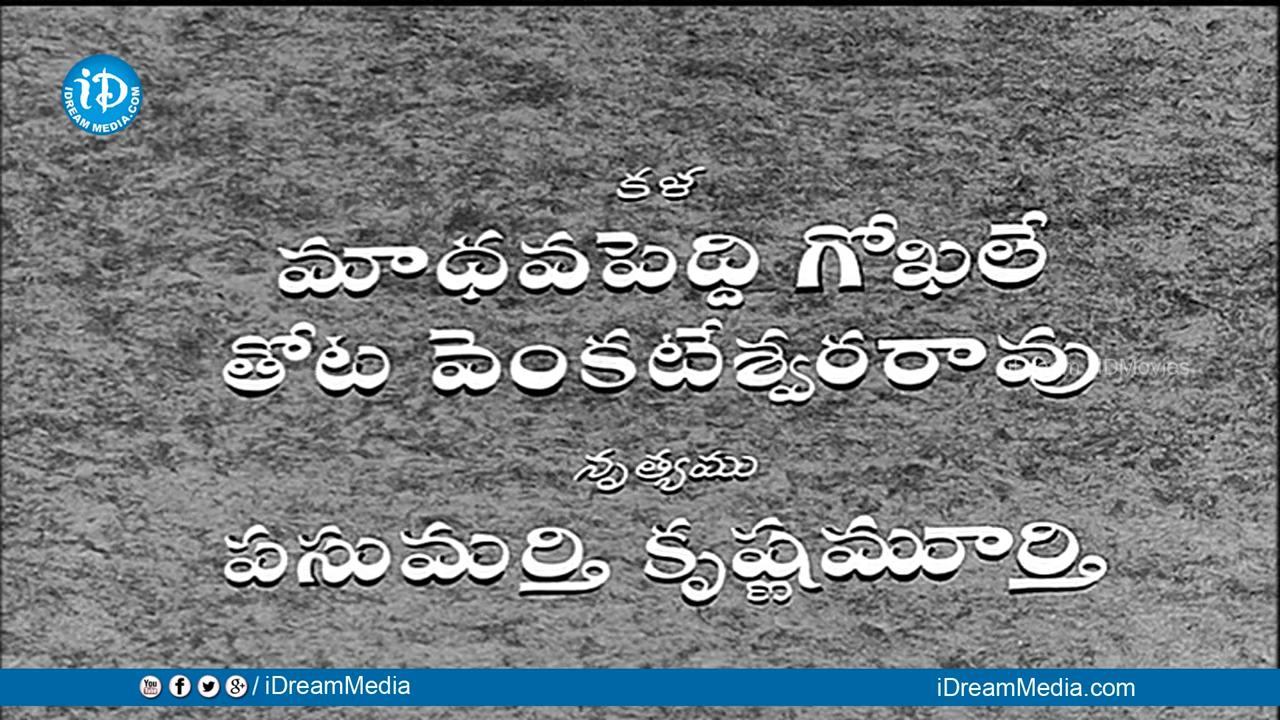 iD
IDREAM MEDIA.COM
కళ
మాధవపెద్ది గోఖలే
తోట వెంకటేశ్వరరావు
నృత్యము
పసుమర్తి కృష్ణమూర్తి
/ iDreamMedia
iDreamMedia.com